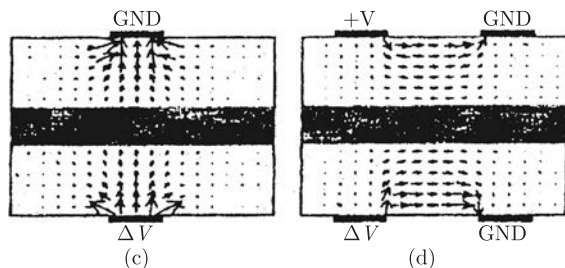 GND +V GND
ΔV ΔV GND
(c) (d)